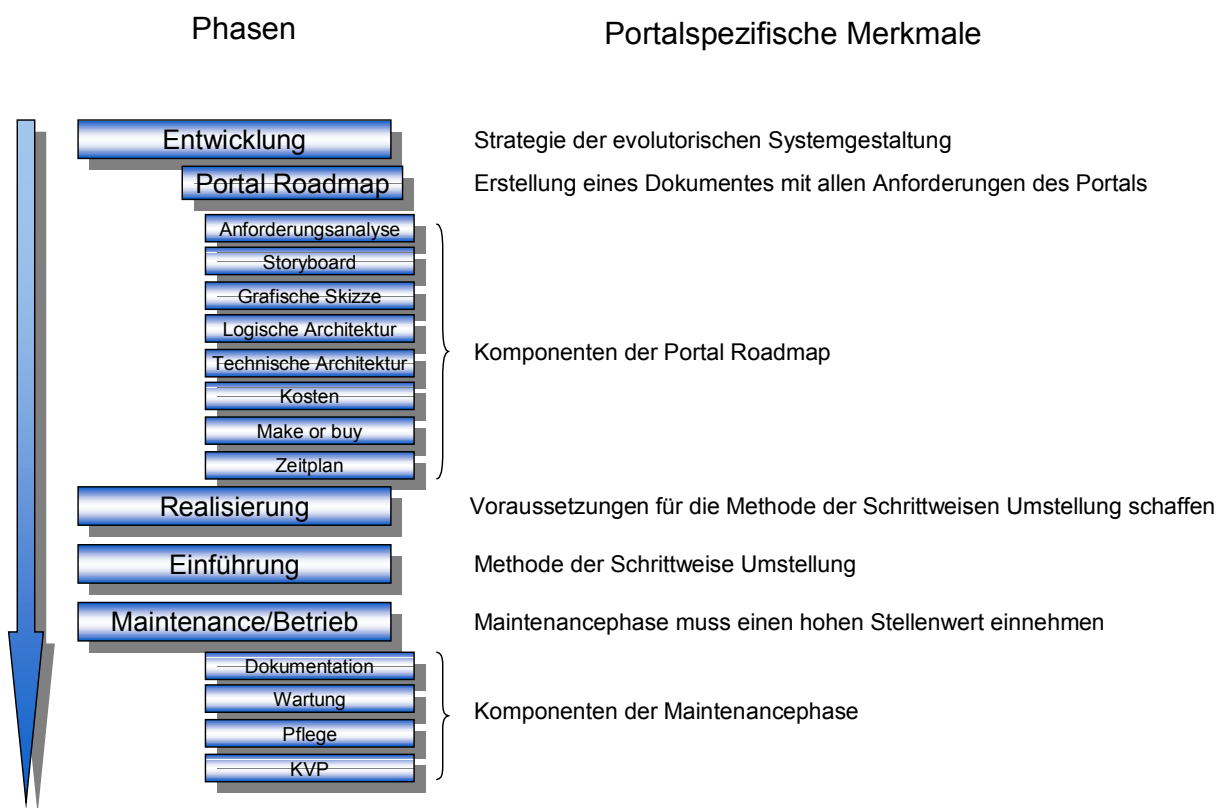 Phasen
Portalspezifische Merkmale
Entwicklung
Strategie der evolutorischen Systemgestaltung
Portal Roadmap
Erstellung eines Dokumentes mit allen Anforderungen des Portals
Anforderungsanalyse
Storyboard
Grafische Skizze
Logische Architektur
Technische Architektur
Komponenten der Portal Roadmap
Kosten
Make or buy
Zeitplan
Realisierung
Voraussetzungen für die Methode der Schrittweisen Umstellung schaffen
Einführung
Methode der Schrittweise Umstellung
Maintenance/Betrieb
Maintenancephase muss einen hohen Stellenwert einnehmen
Dokumentation
Wartung
Komponenten der Maintenancephase
Pflege
KVP